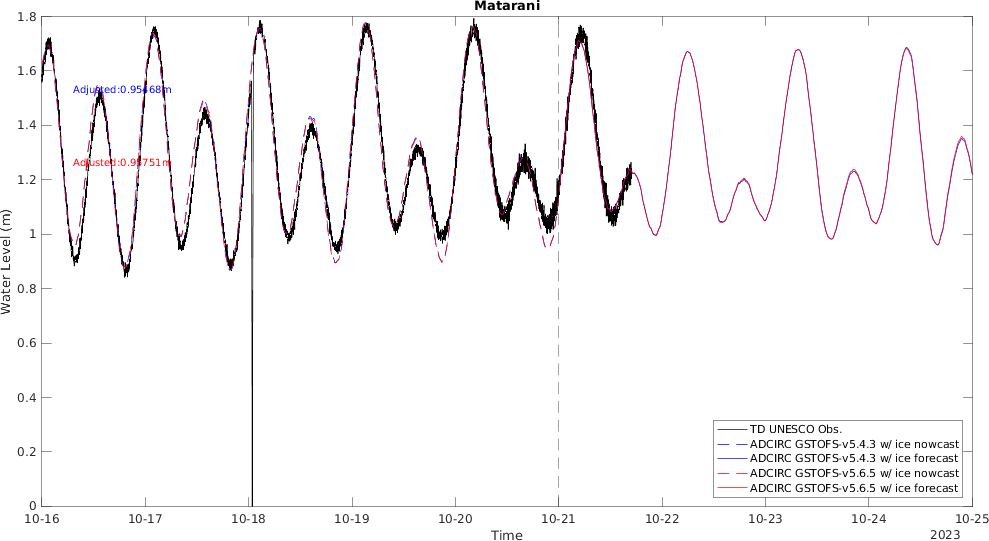 Matarani
1.8
1.6
1.4
1.2
1
0.8
0.6
0.4
0.2
0
Water Level (m)
Adjusted:0.95468m
Adjusted:0.95751m
10-16
10-17
10-18
10-19
10-20
10-21
10-22
10-23
10-24
10-25
Time
2023
TD UNESCO Obs.
ADCIRC GSTOFS-v5.4.3 w/ ice nowcast
ADCIRC GSTOFS-v5.4.3 w/ ice forecast
ADCIRC GSTOFS-v5.6.5 w/ ice nowcast
ADCIRC GSTOFS-v5.6.5 w/ ice forecast